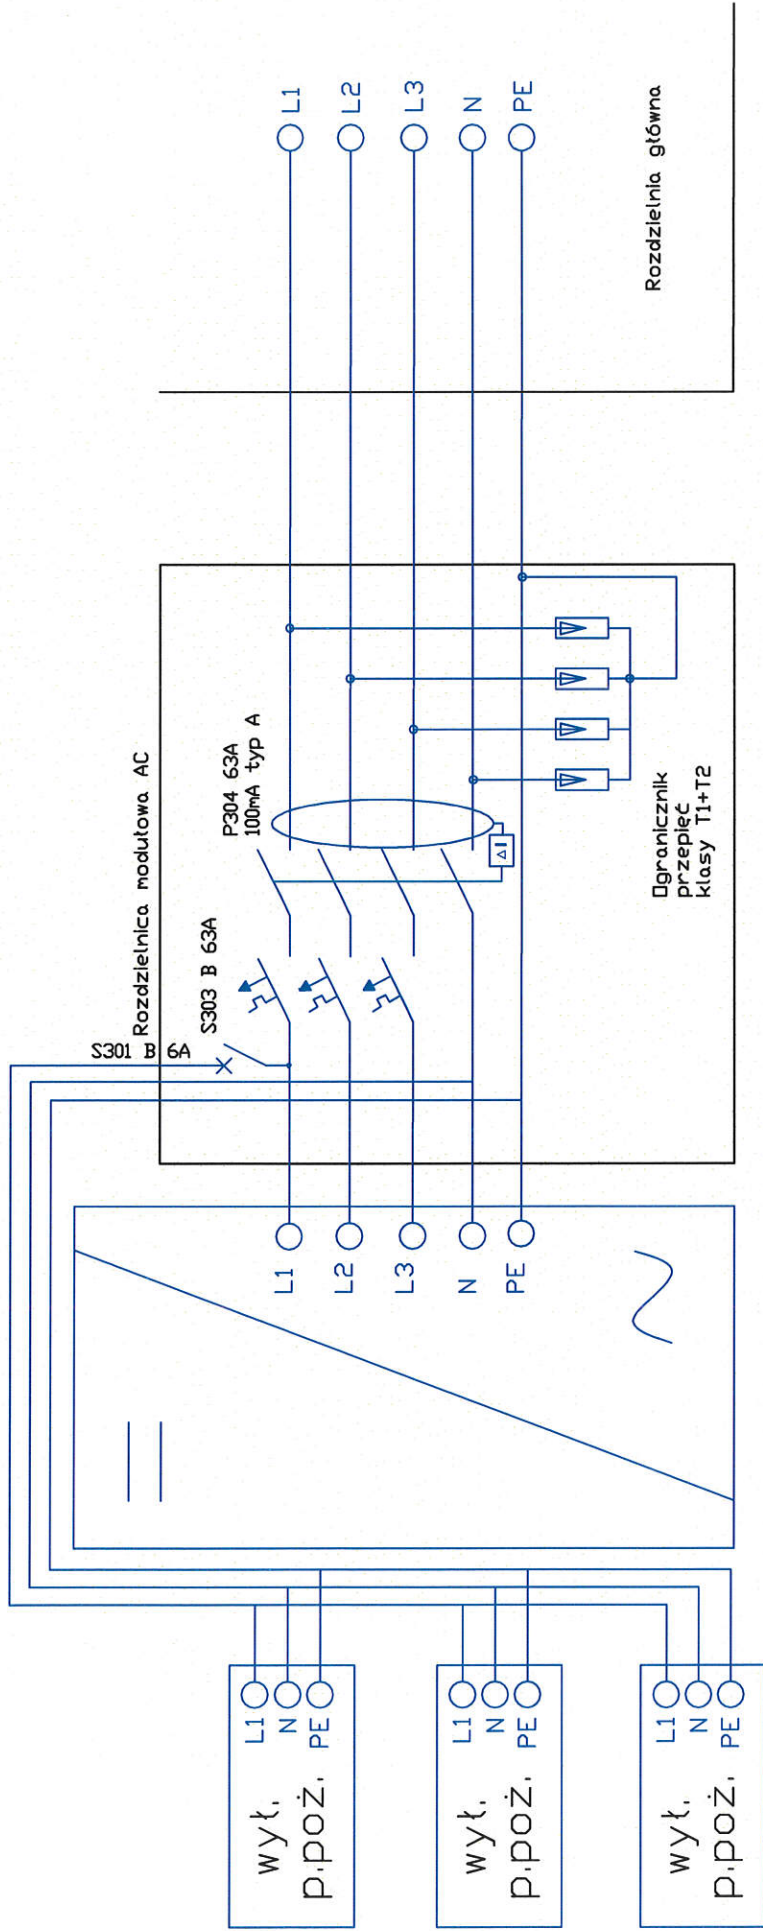 L1
L2
L3
N
PE
Rozdzielnia główna
Rozdzielnica modułowa AC
P304 63A
100mA typ A
S303 B 63A
S301 B 6A
ΔI
Ogranicznik
przepięć
klasy T1+T2
L1
L2
L3
N
PE
L1
N
PE
wył.
p.poż.
L1
N
PE
wył.
p.poż.
L1
N
PE
wył.
p.poż.